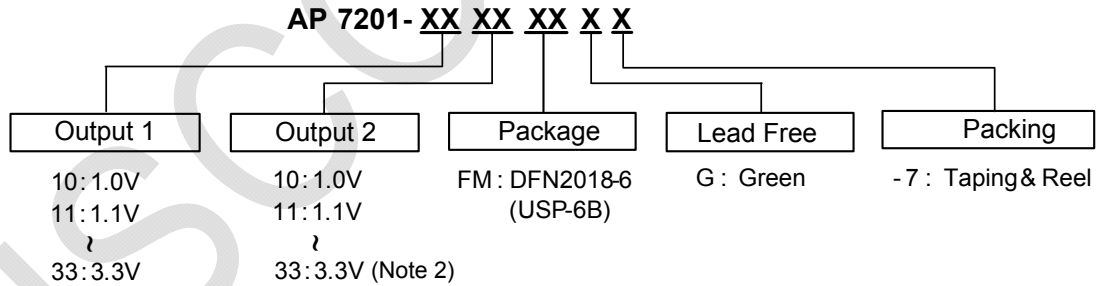 AP 7201- XX XX XX X X
Output 1 Output 2 Package Lead Free Packing
10:1.0V 10:1.0V FM : DFN2018-6 G : Green -7 : Taping & Reel
11:1.1V 11:1.1V (USP-6B)
~ ~
33:3.3V 33:3.3V (Note 2)